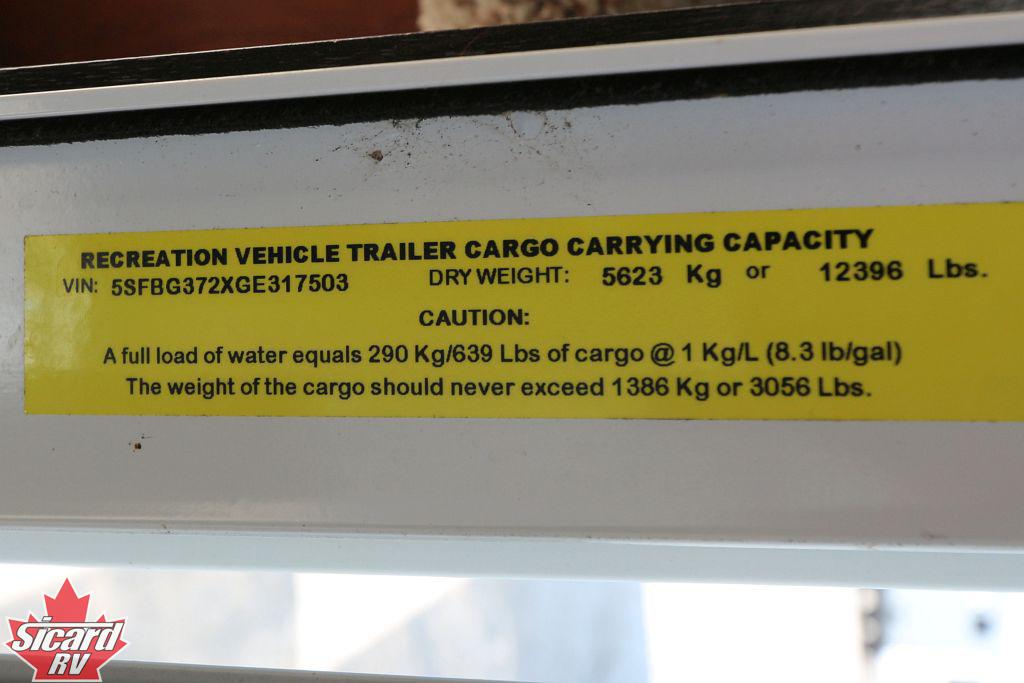 RECREATION VEHICLE TRAILER CARGO CARRYING CAPACITY
VIN: 5SFBG372XGE317503 DRY WEIGHT: 5623 Kg or 12396 Lbs.
CAUTION:
A full load of water equals 290 Kg/639 Lbs of cargo @ 1 Kg/L (8.3 lb/gal)
The weight of the cargo should never exceed 1386 Kg or 3056 Lbs.
Sicard
RV